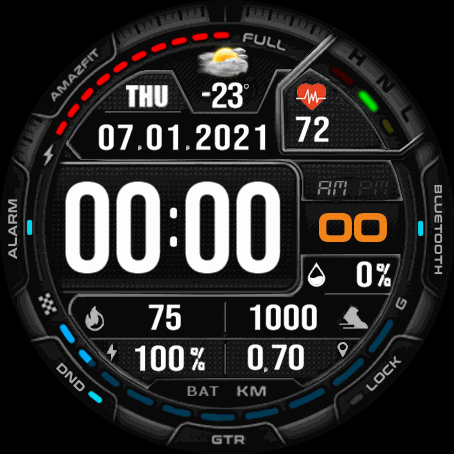 AMAZFIT
FULL
H N L
THU
-23°
72
07.01.2021
AM PM
00:00
00
0%
ALARM
BLUETOOTH
75
1000
G
100%
0.70
DND
LOCK
BAT KM
GTR